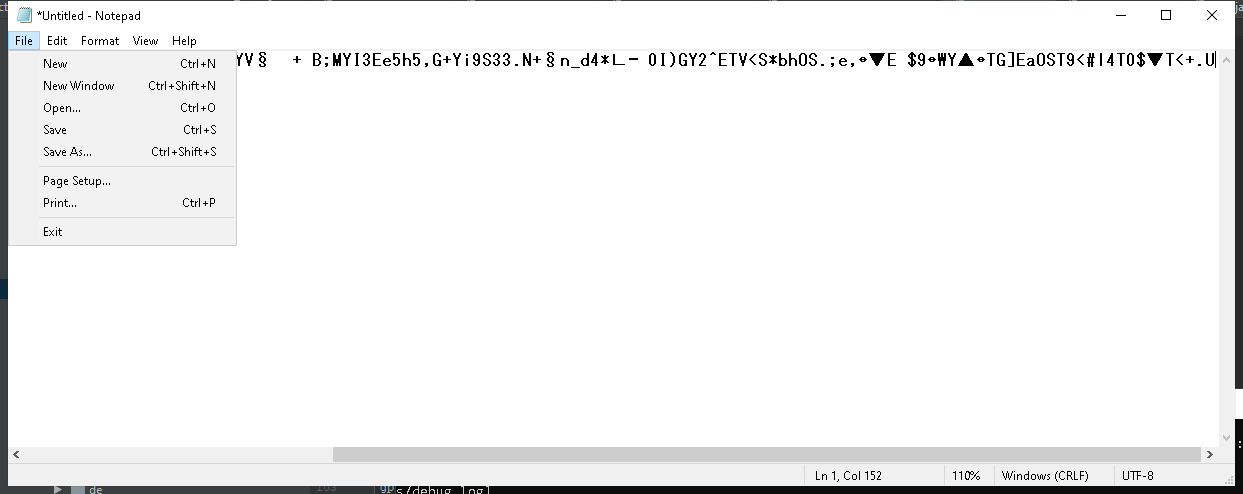 *Untitled - Notepad
File Edit Format View Help
YV§ + B;MYI3Ee5h5,G+Yi9S33.N+§n_d4*∟- 0I)GY2^ETV<S*bhOS.;e,↔▼E $9↔WY▲↔TG]EaOST9<#I4T0$▼T<+.U
New Ctrl+N
New Window Ctrl+Shift+N
Open... Ctrl+O
Save Ctrl+S
Save As... Ctrl+Shift+S
Page Setup...
Print... Ctrl+P
Exit
Ln 1, Col 152 110% Windows (CRLF) UTF-8
de 103 s/debug.log]